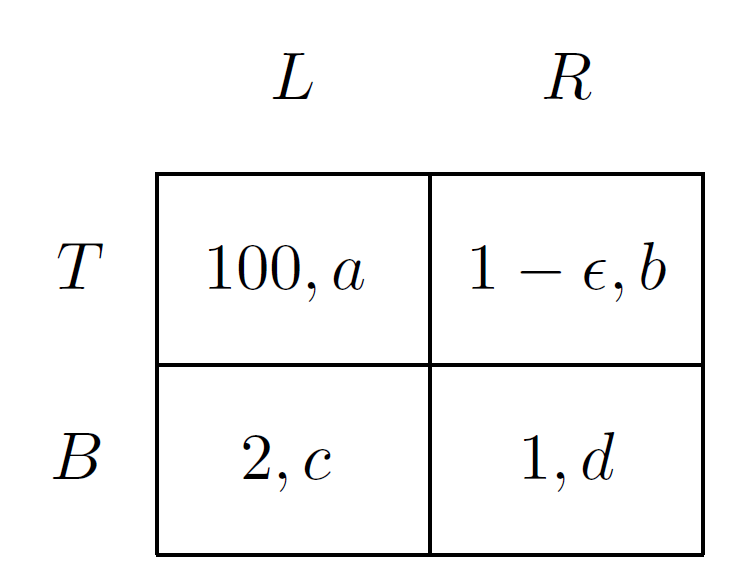 L R
T 100, a 1 − ϵ, b
B 2, c 1, d